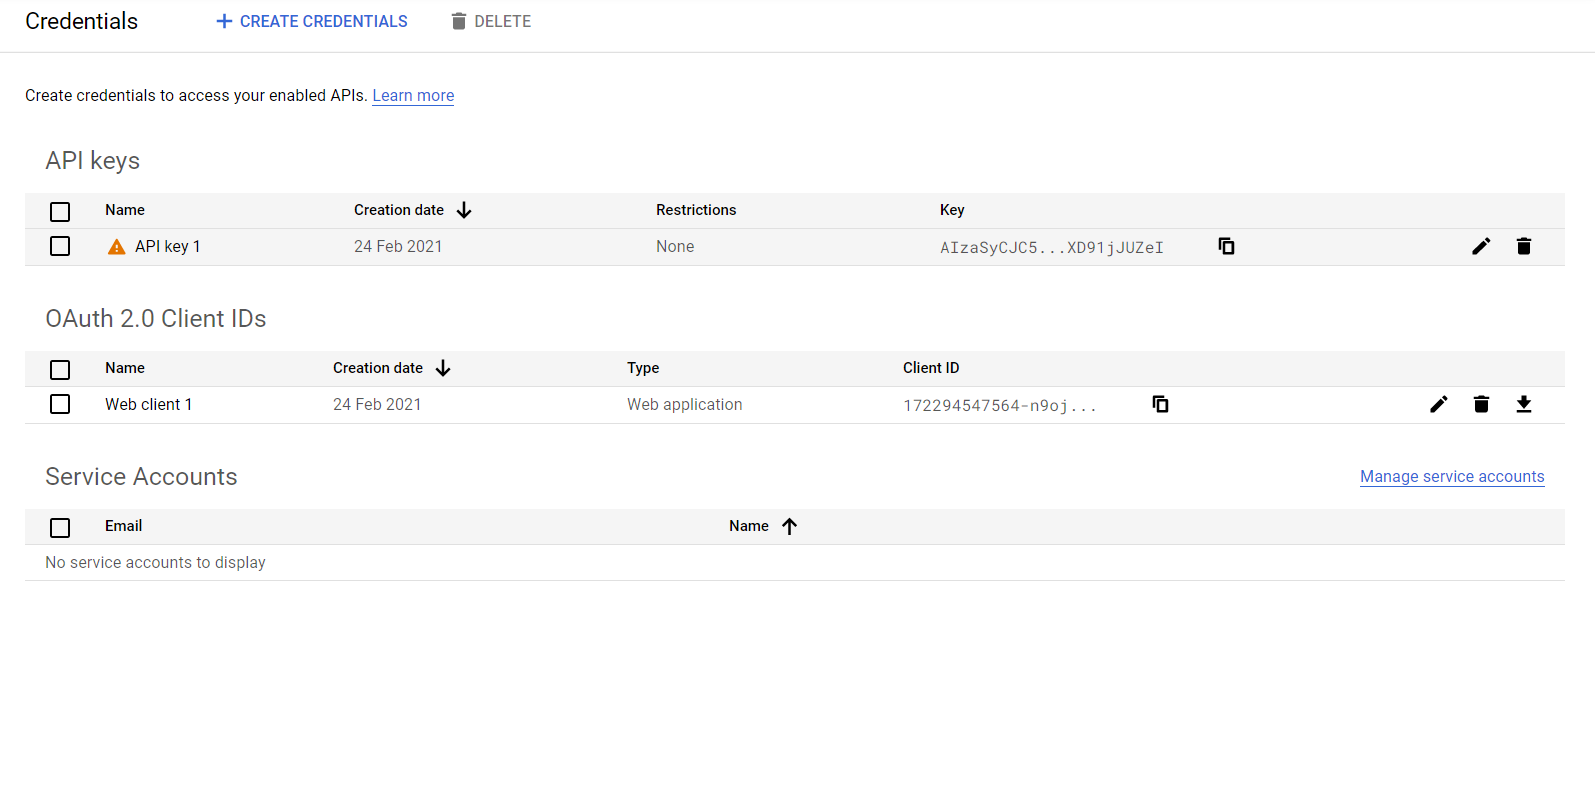 Credentials CREATE CREDENTIALS DELETE
Create credentials to access your enabled APIs. Learn more
API keys
Name Creation date Restrictions Key
API key 1 24 Feb 2021 None AIzaSyCJC5...XD91jJUZeI
OAuth 2.0 Client IDs
Name Creation date Type Client ID
Web client 1 24 Feb 2021 Web application 172294547564-n9oj...
Service Accounts Manage service accounts
Email Name
No service accounts to display